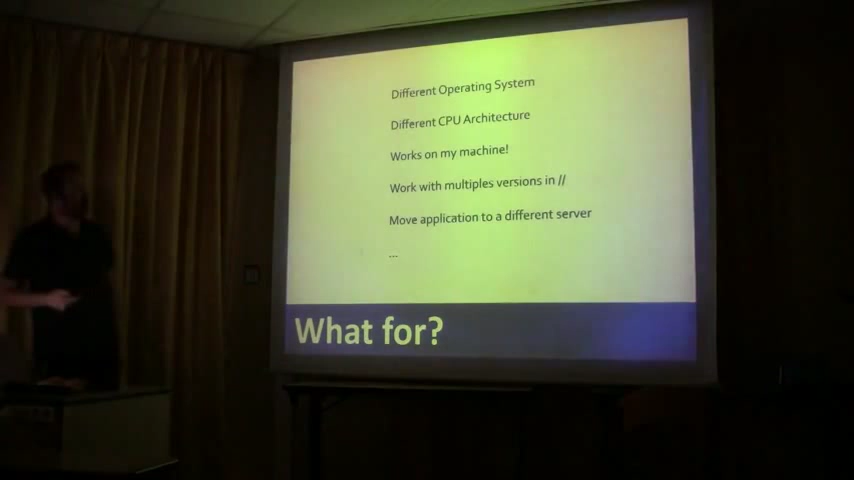 Different Operating System
Different CPU Architecture
Works on my machine!
Work with multiples versions in //
Move application to a different server
...
What for?